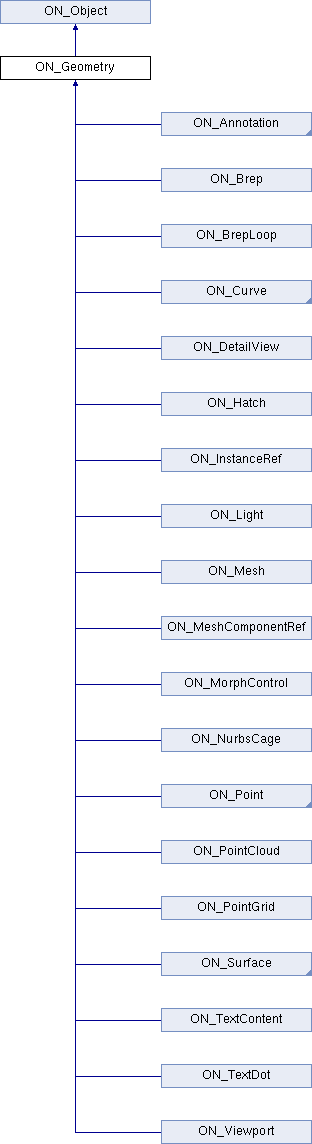 ON_Object
ON_Geometry
ON_Annotation
ON_Brep
ON_BrepLoop
ON_Curve
ON_DetailView
ON_Hatch
ON_InstanceRef
ON_Light
ON_Mesh
ON_MeshComponentRef
ON_MorphControl
ON_NurbsCage
ON_Point
ON_PointCloud
ON_PointGrid
ON_Surface
ON_TextContent
ON_TextDot
ON_Viewport